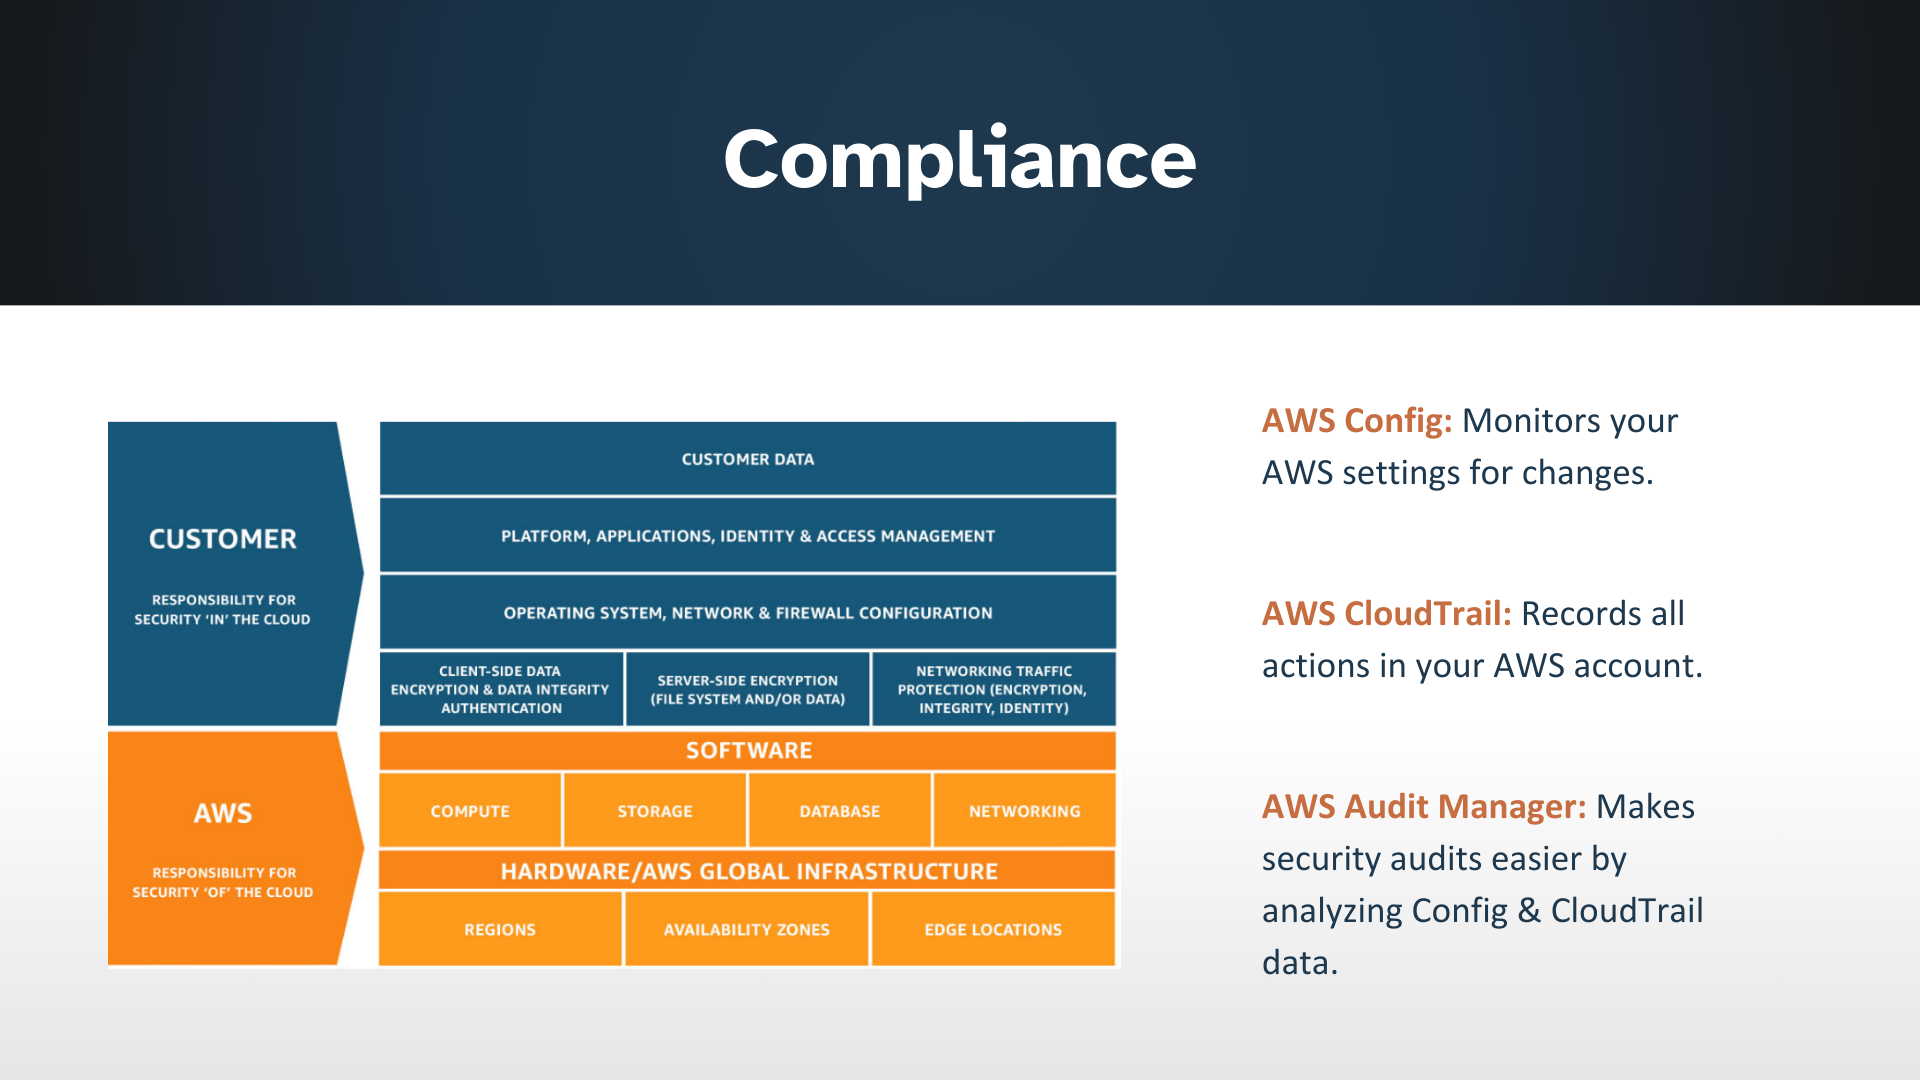 Compliance
CUSTOMER
RESPONSIBILITY FOR
SECURITY ‘IN’ THE CLOUD
CUSTOMER DATA
PLATFORM, APPLICATIONS, IDENTITY & ACCESS MANAGEMENT
OPERATING SYSTEM, NETWORK & FIREWALL CONFIGURATION
CLIENT-SIDE DATA
ENCRYPTION & DATA INTEGRITY
AUTHENTICATION
SERVER-SIDE ENCRYPTION
(FILE SYSTEM AND/OR DATA)
NETWORKING TRAFFIC
PROTECTION (ENCRYPTION,
INTEGRITY, IDENTITY)
AWS
RESPONSIBILITY FOR
SECURITY ‘OF’ THE CLOUD
SOFTWARE
COMPUTE
STORAGE
DATABASE
NETWORKING
HARDWARE/AWS GLOBAL INFRASTRUCTURE
REGIONS
AVAILABILITY ZONES
EDGE LOCATIONS
AWS Config: Monitors your
AWS settings for changes.
AWS CloudTrail: Records all
actions in your AWS account.
AWS Audit Manager: Makes
security audits easier by
analyzing Config & CloudTrail
data.